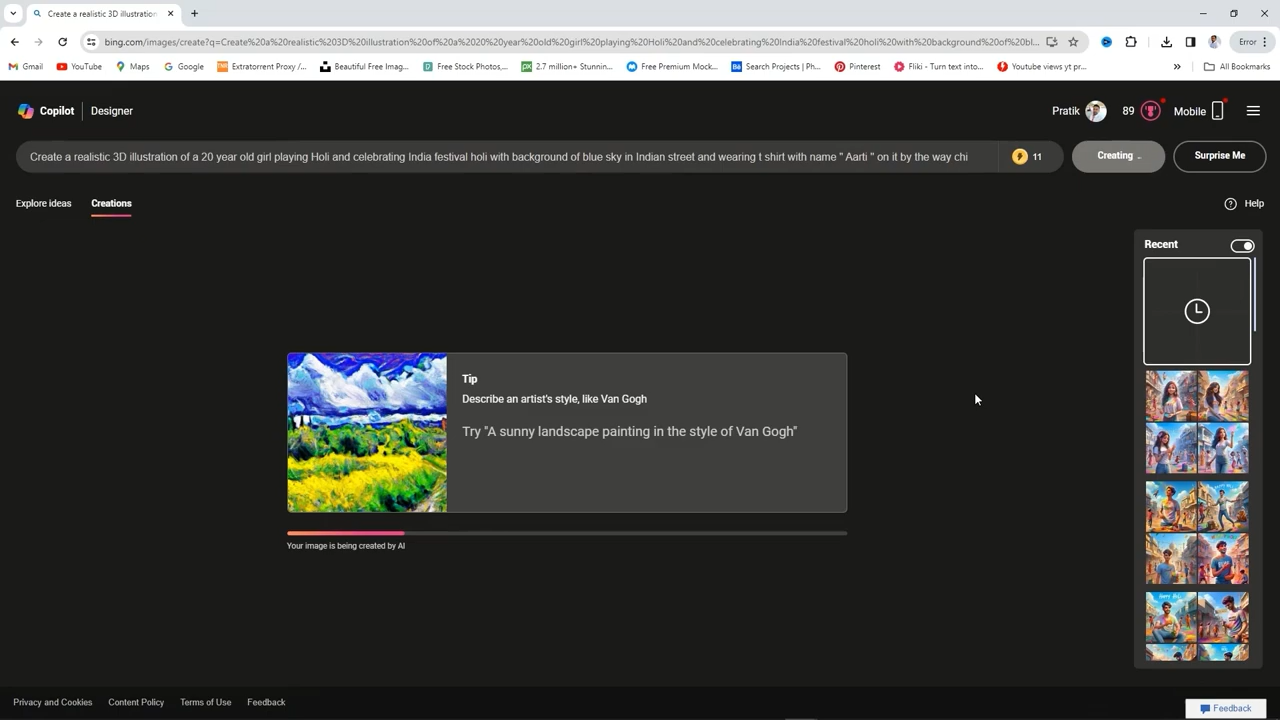 Create a realistic 3D illustration
bing.com/images/create?q=Create%20a%20realistic%203D%20illustration%20of%20a%2020%20year%20old%20girl%20playing%20Holi%20and%20celebrating%20India%20festival%20holi%20with%20background%20of%20bl...
Error
Gmail YouTube Maps Google Extratorrent Proxy /... Beautiful Free Imag... Free Stock Photos,... 2.7 million+ Stunnin... Free Premium Mock... Search Projects | Ph... Pinterest Fliki - Turn text into... Youtube views yt pr... » All Bookmarks
Copilot Designer Pratik 89 Mobile
Create a realistic 3D illustration of a 20 year old girl playing Holi and celebrating India festival holi with background of blue sky in Indian street and wearing t shirt with name " Aarti " on it by the way chi 11 Creating .. Surprise Me
Explore ideas Creations Help
Recent
Tip
Describe an artist's style, like Van Gogh
Try "A sunny landscape painting in the style of Van Gogh"
Your image is being created by AI
Privacy and Cookies Content Policy Terms of Use Feedback
Feedback